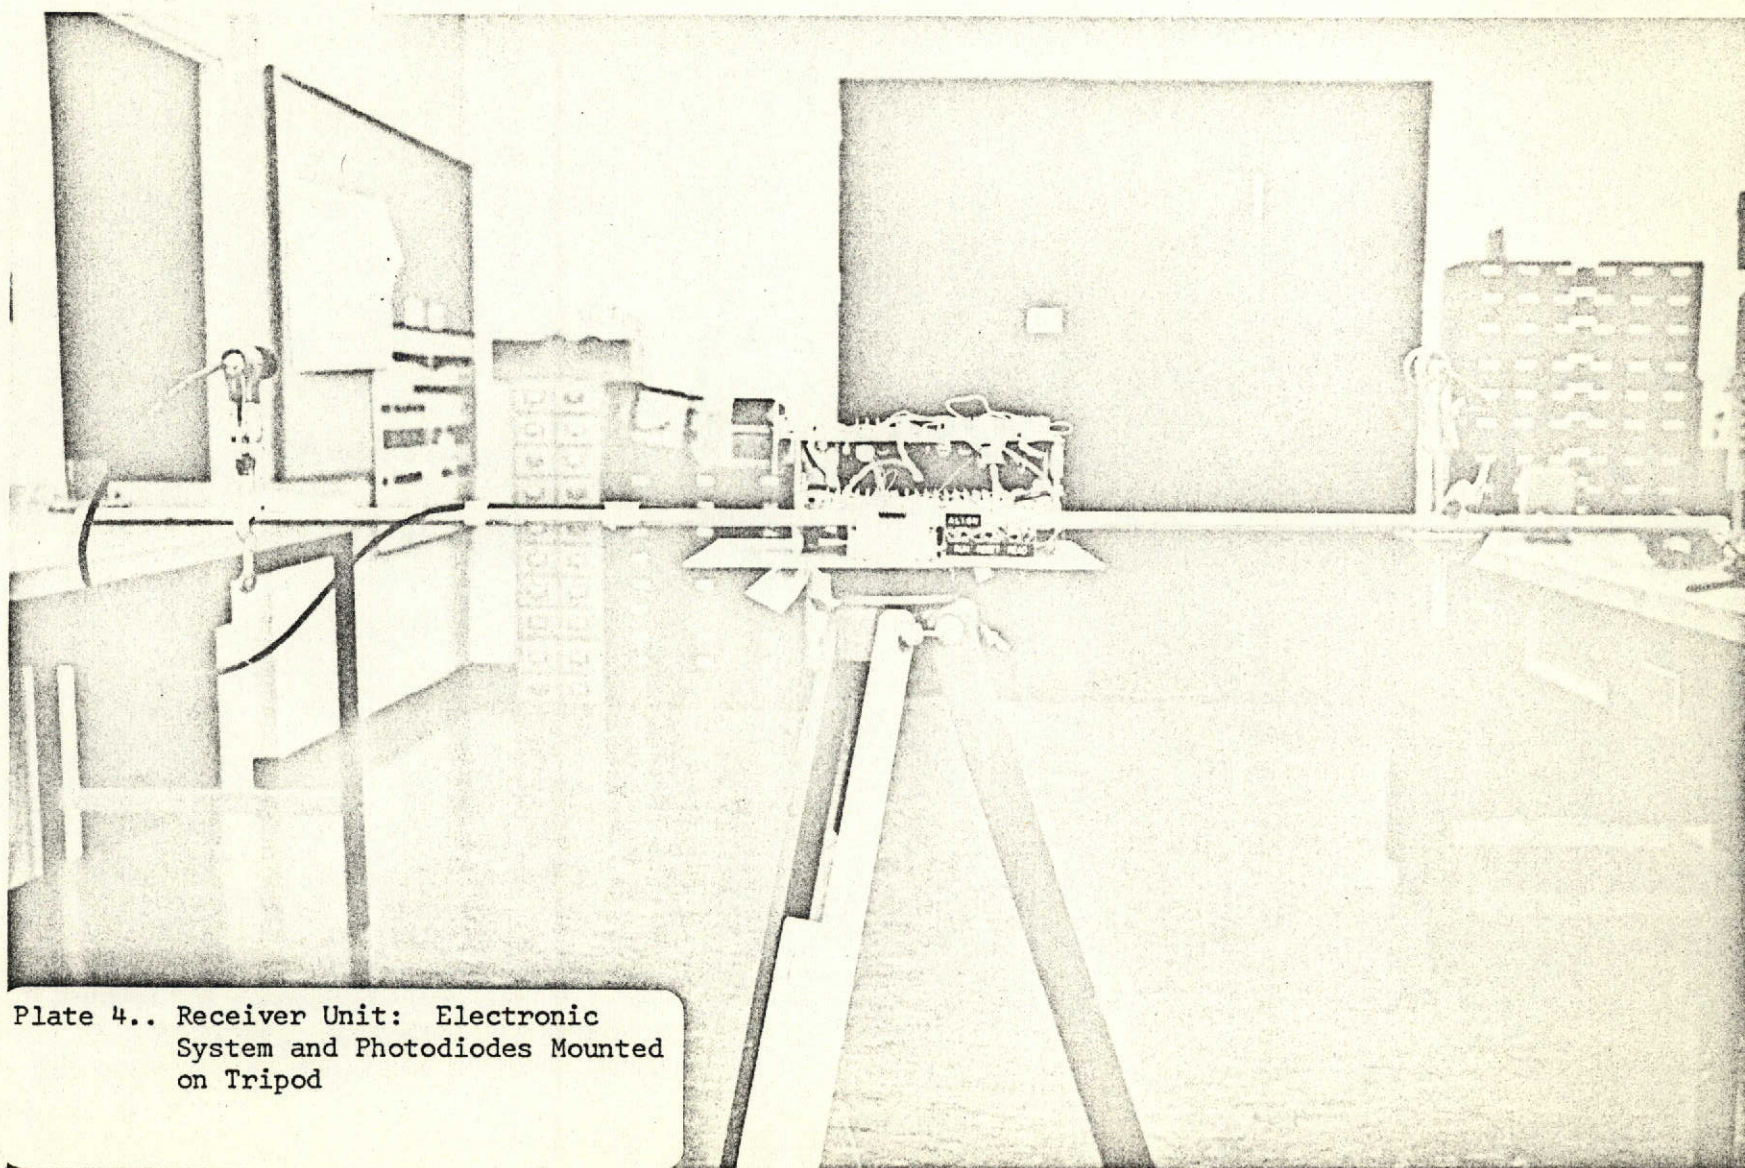 Plate 4.. Receiver Unit: Electronic
System and Photodiodes Mounted
on Tripod